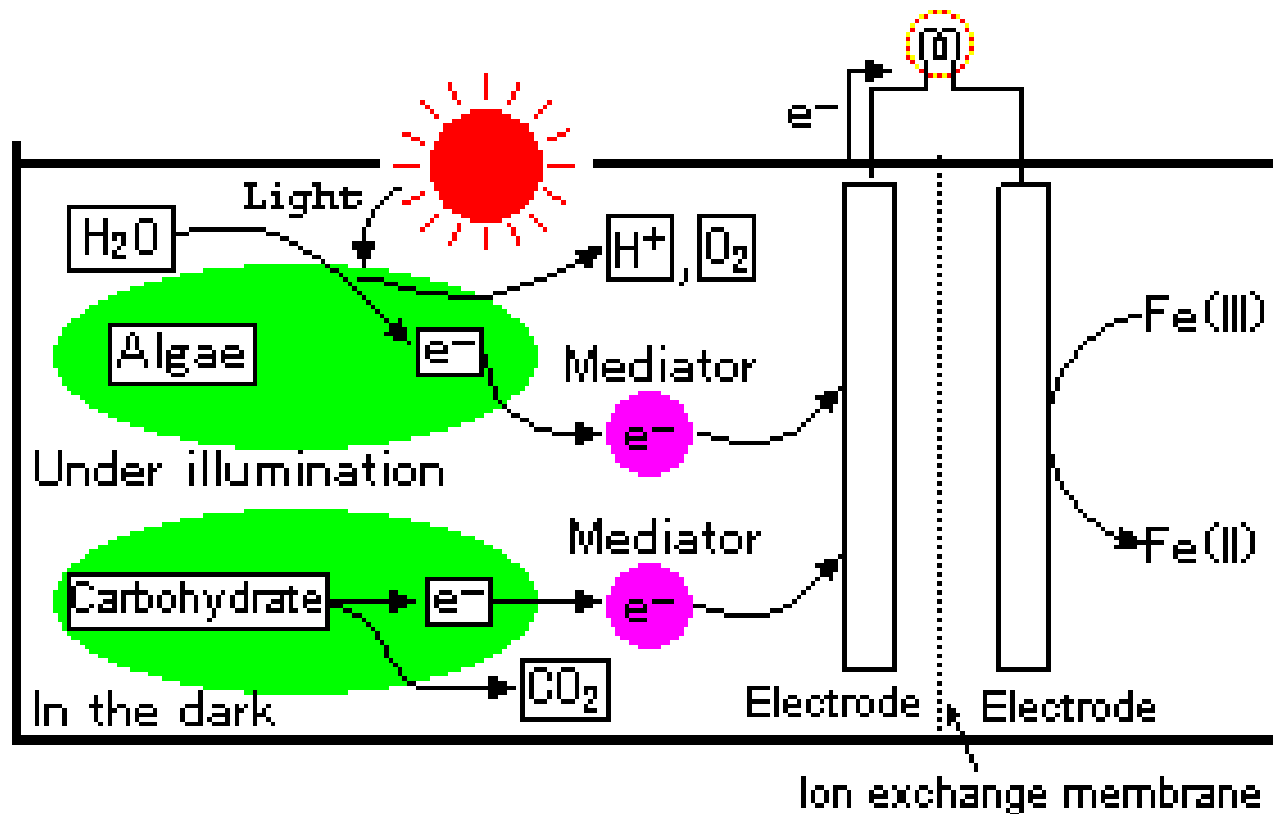 e⁻
Light
H₂O
H⁺, O₂
Algae
e⁻
Mediator
e⁻
Fe(III)
Under illumination
Mediator
Fe(II)
Carbohydrate
e⁻
e⁻
CO₂
In the dark
Electrode
Electrode
Ion exchange membrane